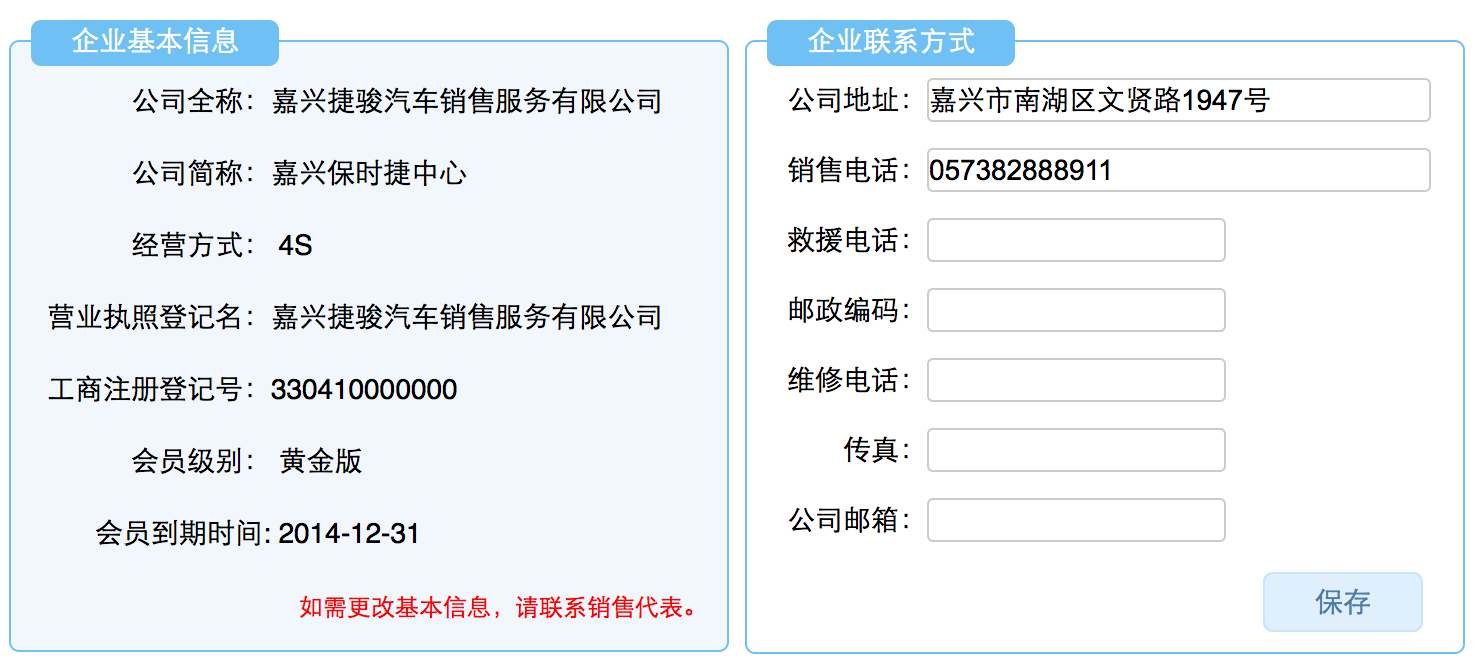 企业基本信息
公司全称：嘉兴捷骏汽车销售服务有限公司
公司简称：嘉兴保时捷中心
经营方式： 4S
营业执照登记名：嘉兴捷骏汽车销售服务有限公司
工商注册登记号：330410000000
会员级别： 黄金版
会员到期时间: 2014-12-31
如需更改基本信息，请联系销售代表。
企业联系方式
公司地址：嘉兴市南湖区文贤路1947号
销售电话：057382888911
救援电话：
邮政编码：
维修电话：
传真：
公司邮箱：
保存